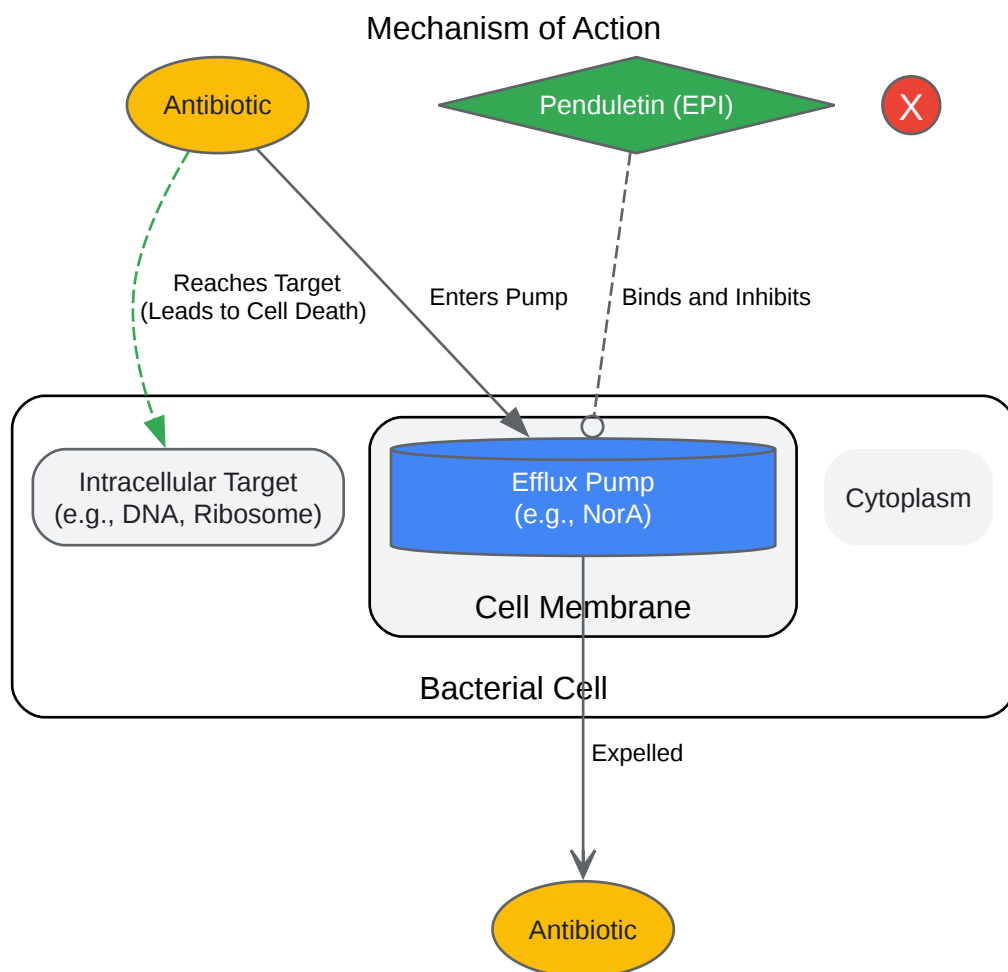 Mechanism of Action
Antibiotic
Penduletin (EPI)
X
Reaches Target
(Leads to Cell Death)
Enters Pump
Binds and Inhibits
Intracellular Target
(e.g., DNA, Ribosome)
Efflux Pump
(e.g., NorA)
Cytoplasm
Cell Membrane
Bacterial Cell
Expelled
Antibiotic